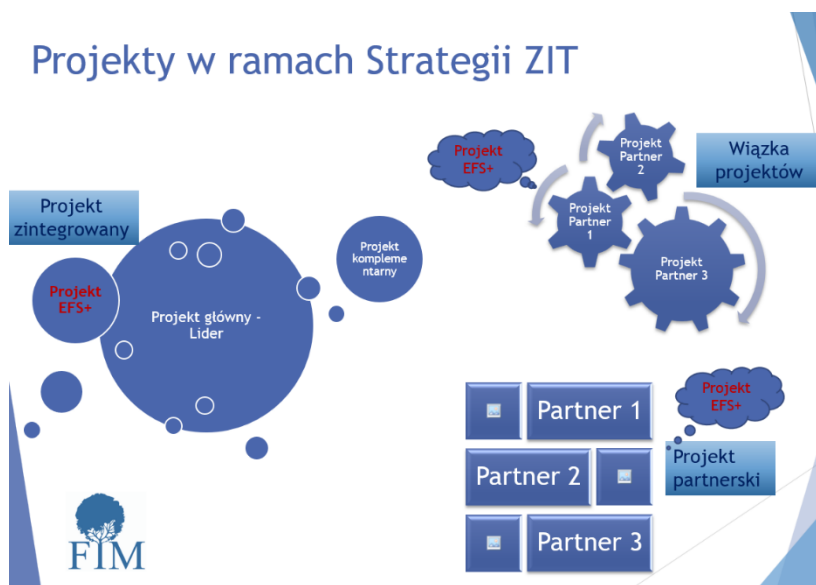 Projekty w ramach Strategii ZIT
Projekt
zintegrowany
Projekt
EFS+
Projekt główny -
Lider
Projekt
kompleme
ntarny
Projekt
EFS+
Projekt
Partner
2
Projekt
Partner
1
Projekt
Partner 3
Wiązka
projektów
Partner 1
Partner 2
Partner 3
Projekt
EFS+
Projekt
partnerski
FIM